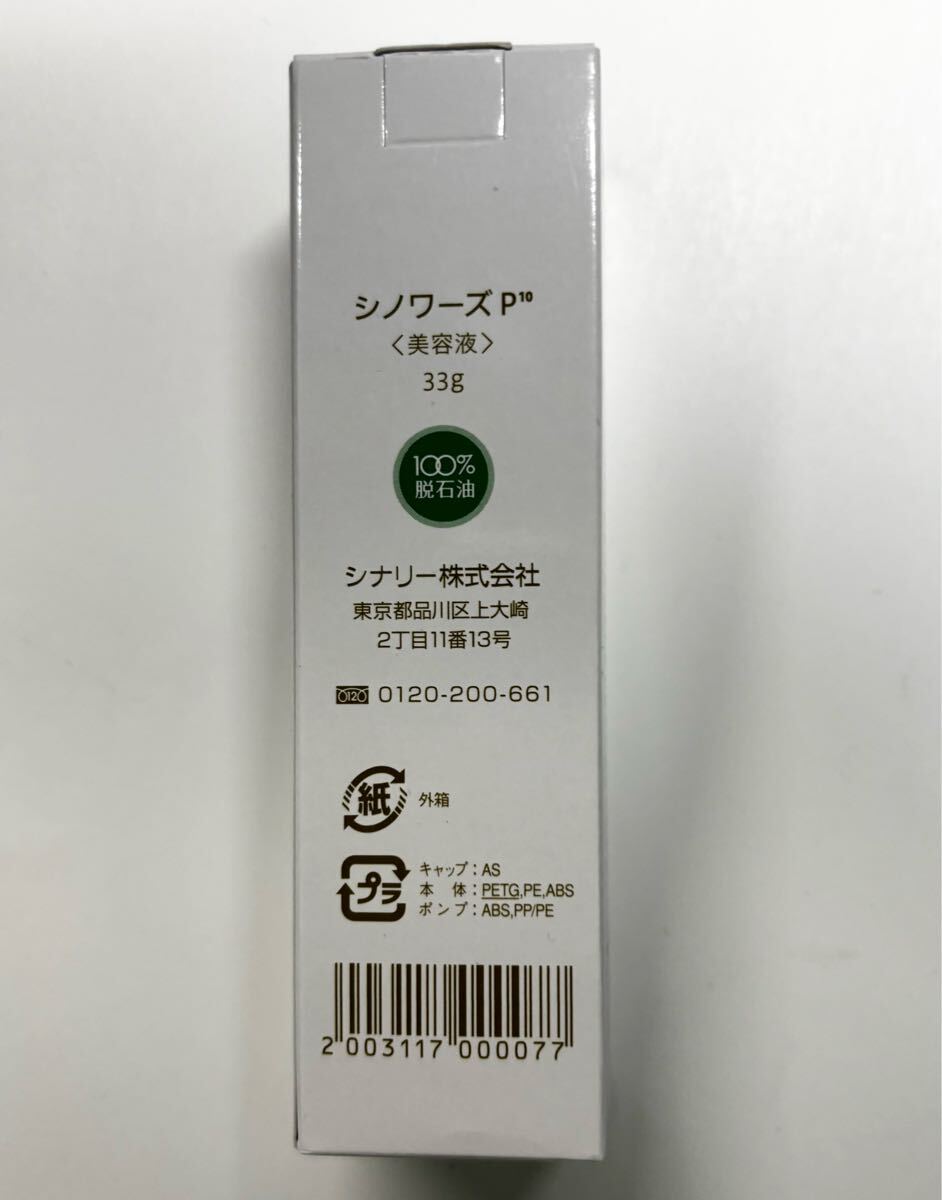 シノワーズ P¹⁰
〈美容液〉
33g
100%
脱石油
シナリー株式会社
東京都品川区上大崎
2丁目11番13号
0120 0120-200-661
紙 外箱
プラ
キャップ：AS
本　体：PETG,PE,ABS
ポンプ：ABS,PP/PE
2 003117 000077